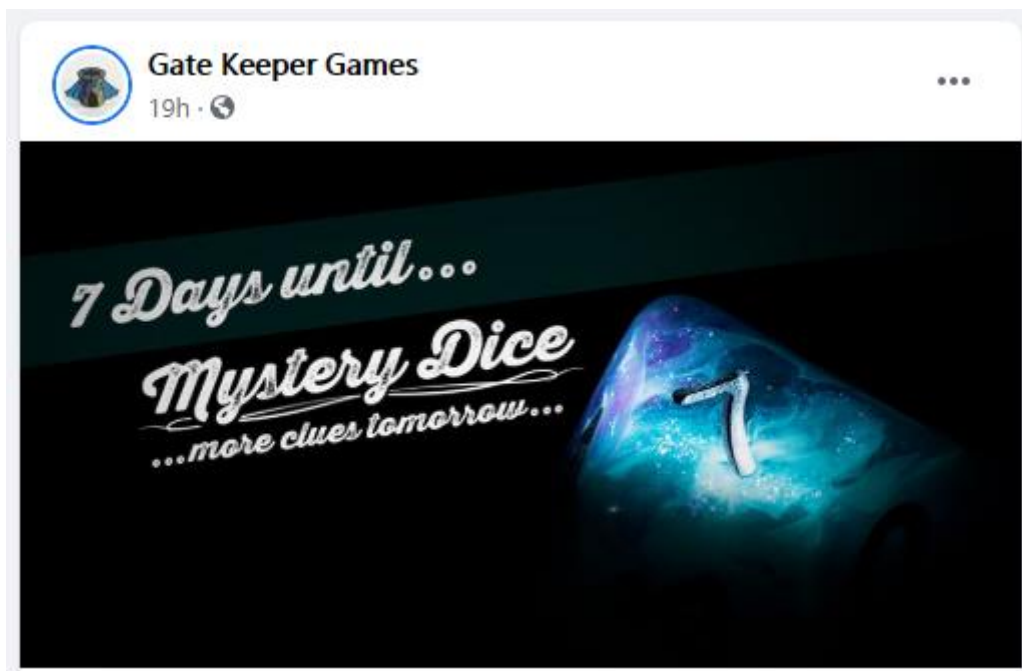 Gate Keeper Games
19h ·
7 Days until...
Mystery Dice
...more clues tomorrow...
7